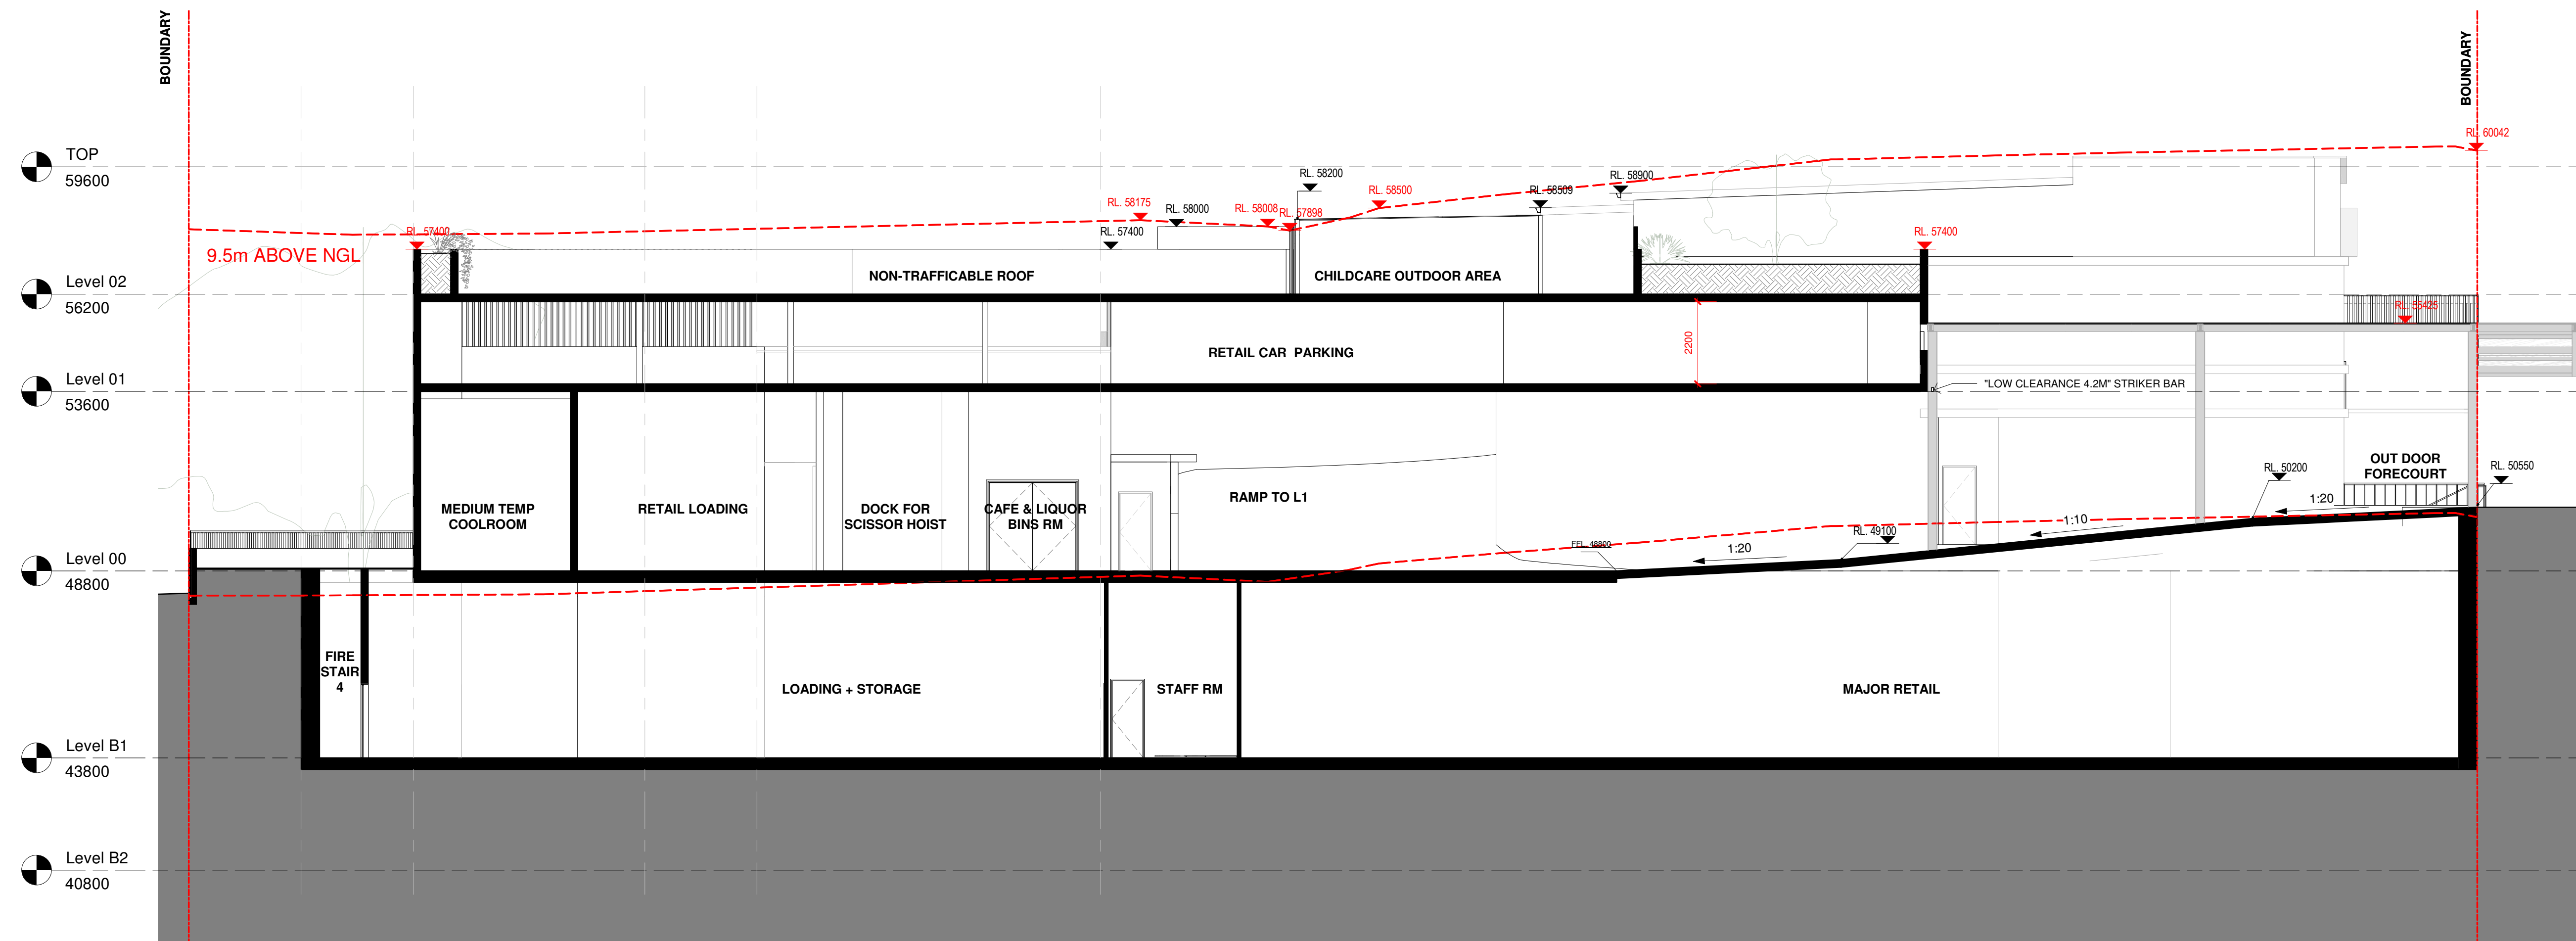 BOUNDARY
BOUNDARY
TOP
59600
RL. 60042
RL. 58200
RL. 58500
RL. 58509
RL. 58900
RL. 58175
RL. 58000
RL. 58008
RL. 57898
RL. 57400
RL. 57400
RL. 57400
9.5m ABOVE NGL
NON-TRAFFICABLE ROOF
CHILDCARE OUTDOOR AREA
Level 02
56200
RL. 55425
RETAIL CAR PARKING
2200
Level 01
53600
"LOW CLEARANCE 4.2M" STRIKER BAR
MEDIUM TEMP
COOLROOM
RETAIL LOADING
DOCK FOR
SCISSOR HOIST
CAFE & LIQUOR
BINS RM
RAMP TO L1
OUT DOOR
FORECOURT
RL. 50200
RL. 50550
1:20
1:10
RL. 49100
FFL. 48800
1:20
Level 00
48800
FIRE
STAIR
4
LOADING + STORAGE
STAFF RM
MAJOR RETAIL
Level B1
43800
Level B2
40800